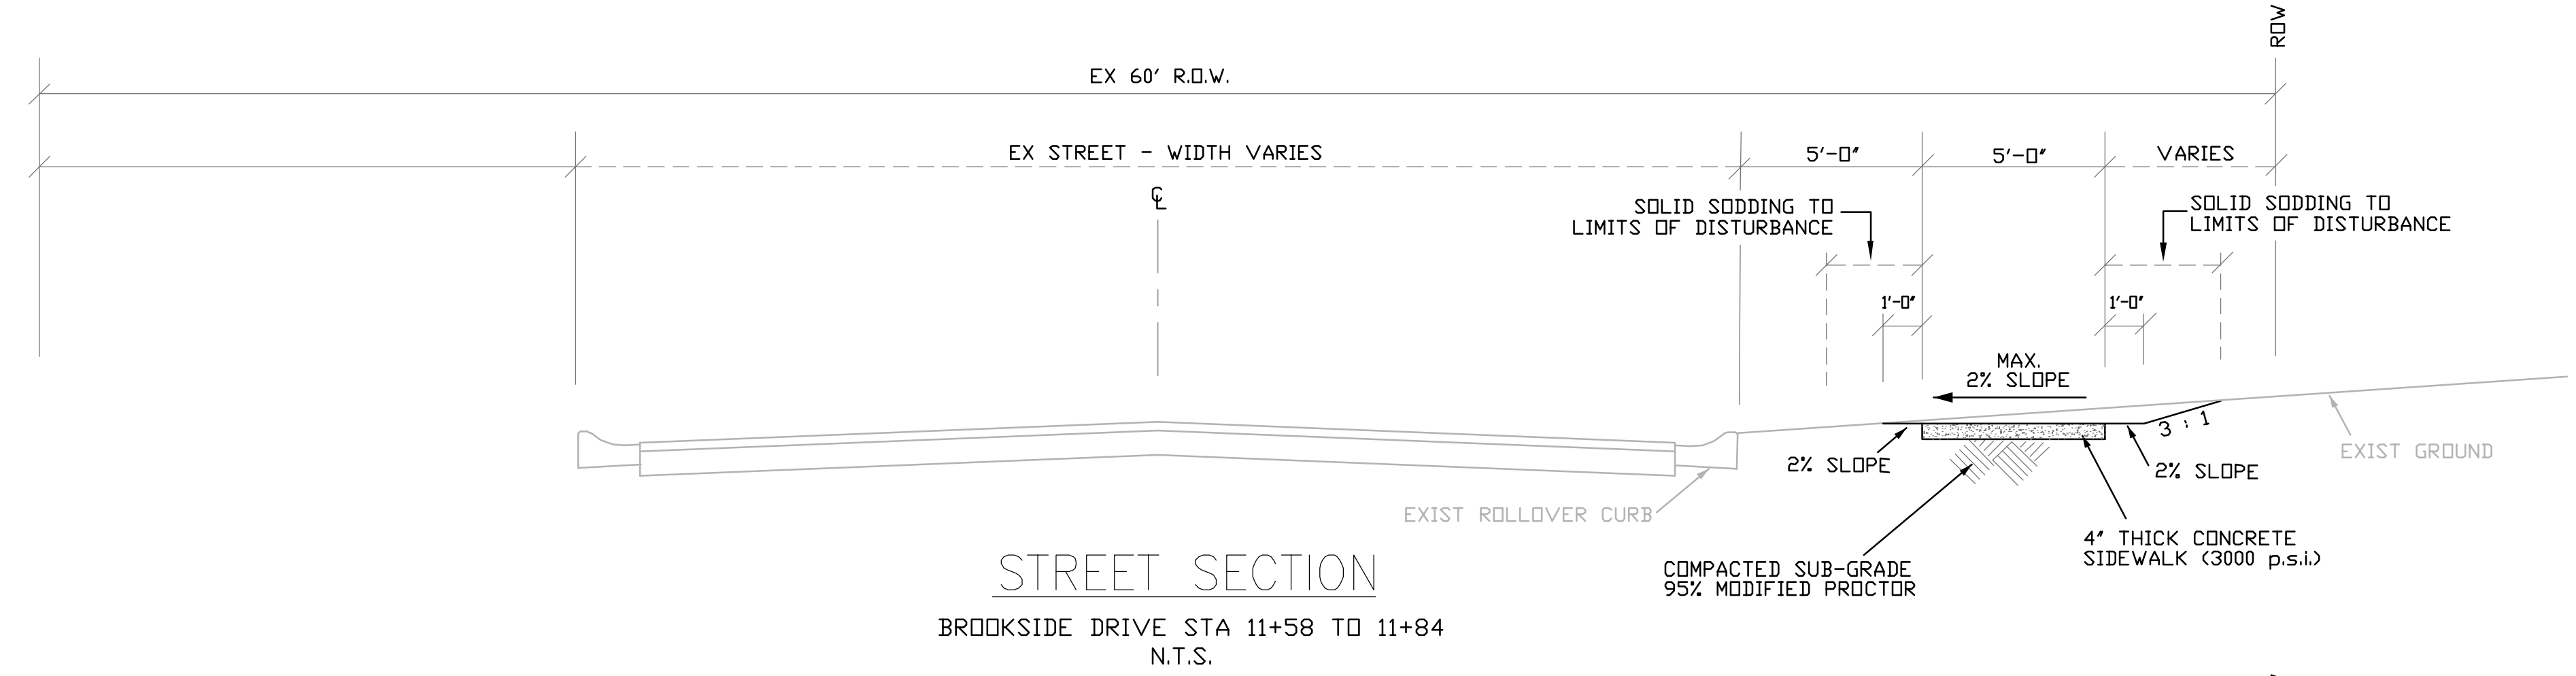 ROW
EX 60' R.O.W.
EX STREET - WIDTH VARIES
5'-0"
5'-0"
VARIES
℄
SOLID SODDING TO
LIMITS OF DISTURBANCE
SOLID SODDING TO
LIMITS OF DISTURBANCE
1'-0"
1'-0"
MAX.
2% SLOPE
3 : 1
2% SLOPE
2% SLOPE
EXIST GROUND
EXIST ROLLOVER CURB
4" THICK CONCRETE
SIDEWALK (3000 p.s.i.)
COMPACTED SUB-GRADE
95% MODIFIED PROCTOR
STREET SECTION
BROOKSIDE DRIVE STA 11+58 TO 11+84
N.T.S.